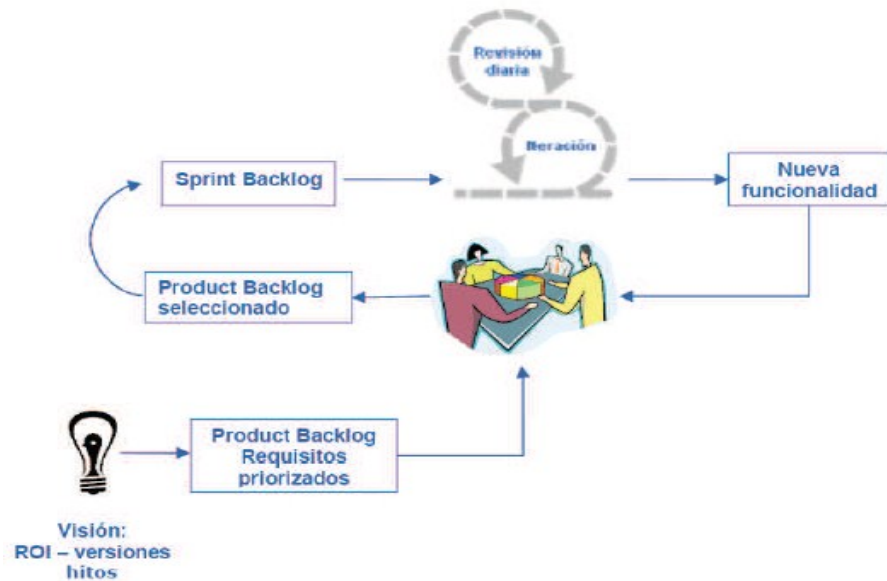 Revisión
diaria
Iteración
Sprint Backlog
Nueva
funcionalidad
Product Backlog
seleccionado
Product Backlog
Requisitos
priorizados
Visión:
ROI – versiones
hitos